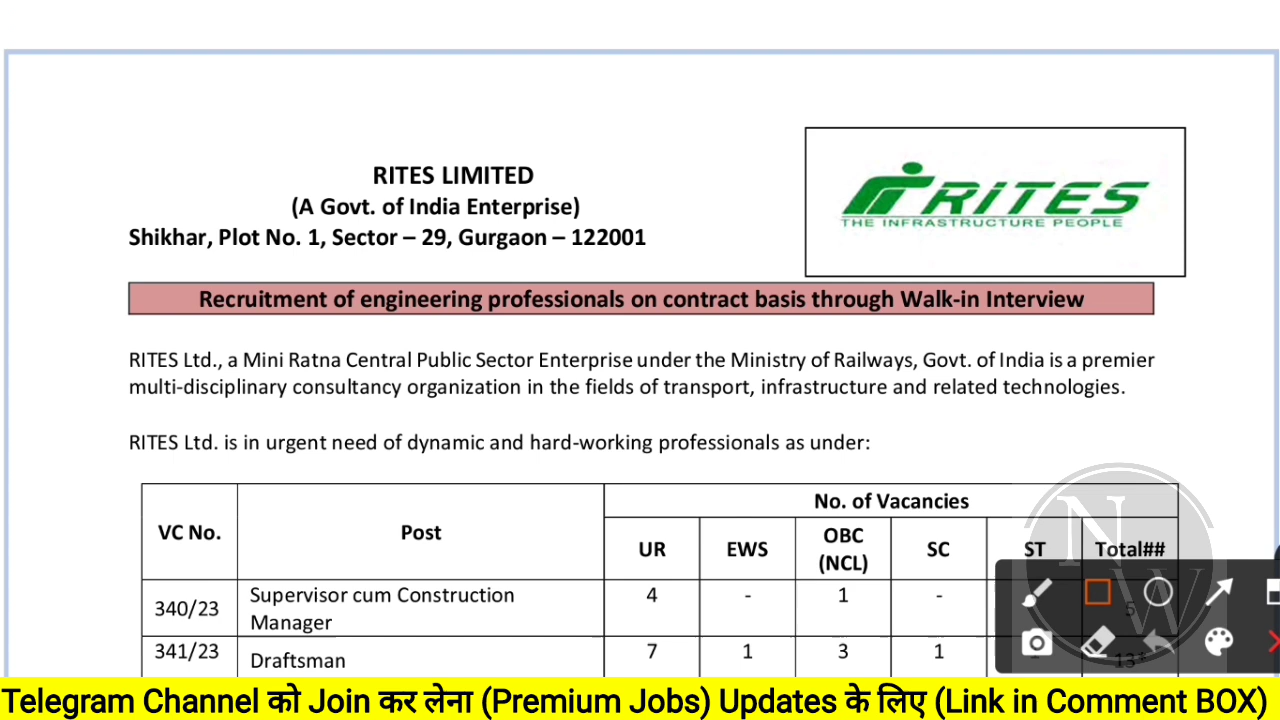 RITES LIMITED
(A Govt. of India Enterprise)
Shikhar, Plot No. 1, Sector – 29, Gurgaon – 122001
RITES
THE INFRASTRUCTURE PEOPLE
Recruitment of engineering professionals on contract basis through Walk-in Interview
RITES Ltd., a Mini Ratna Central Public Sector Enterprise under the Ministry of Railways, Govt. of India is a premier
multi-disciplinary consultancy organization in the fields of transport, infrastructure and related technologies.
RITES Ltd. is in urgent need of dynamic and hard-working professionals as under:
VC No. Post No. of Vacancies
UR EWS OBC (NCL) SC ST Total##
340/23 Supervisor cum Construction Manager 4 - 1 - 5
341/23 Draftsman 7 1 3 1 13*
NW
Telegram Channel को Join कर लेना (Premium Jobs) Updates के लिए (Link in Comment BOX)